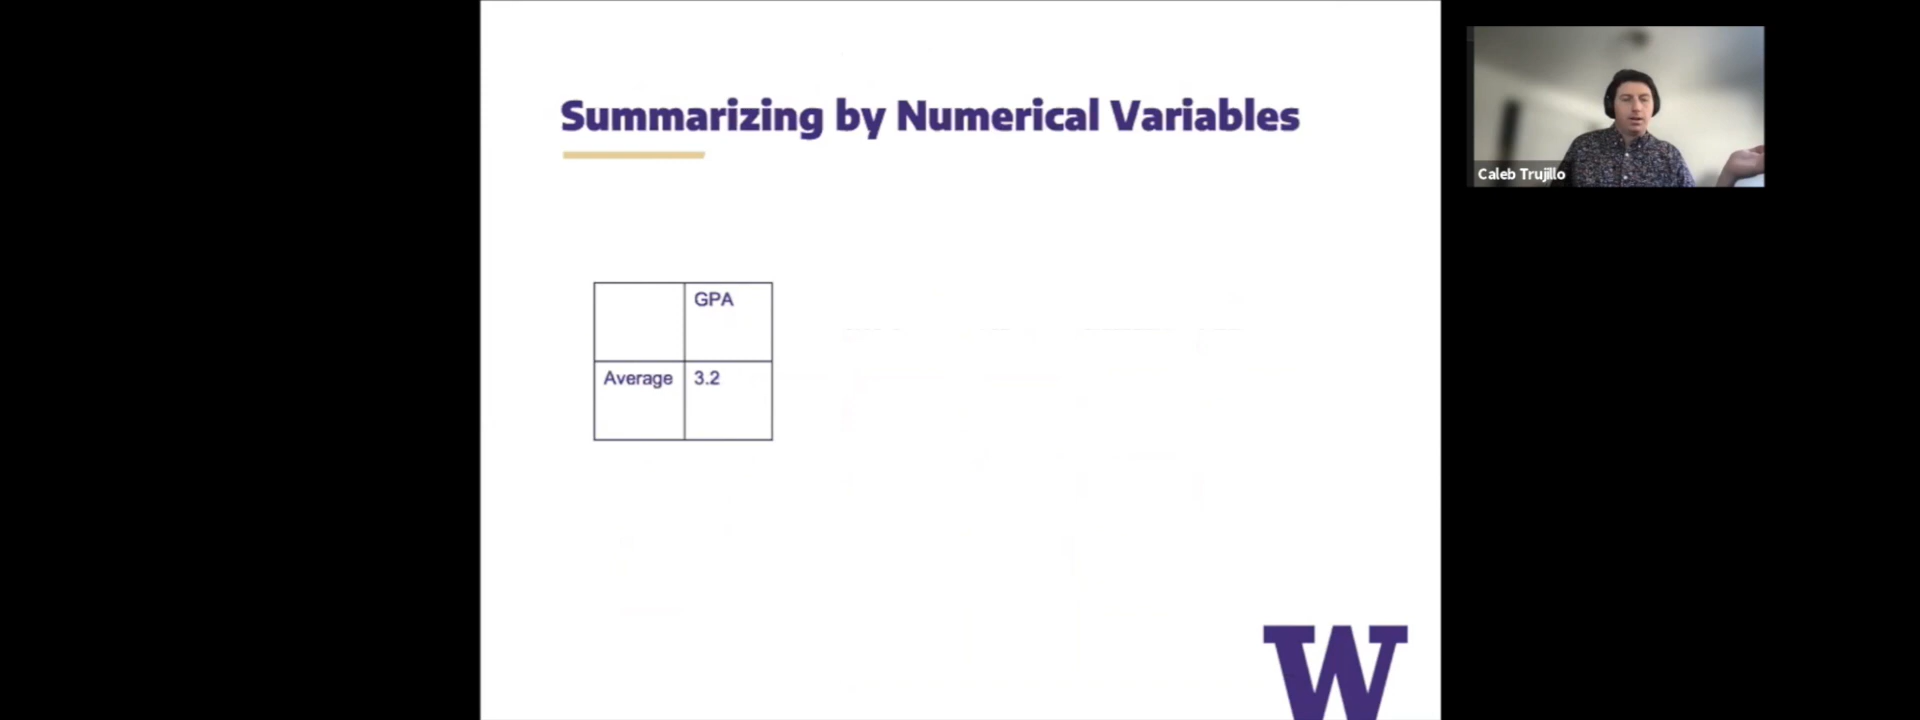 Summarizing by Numerical Variables
GPA
Average 3.2
Caleb Trujillo
W